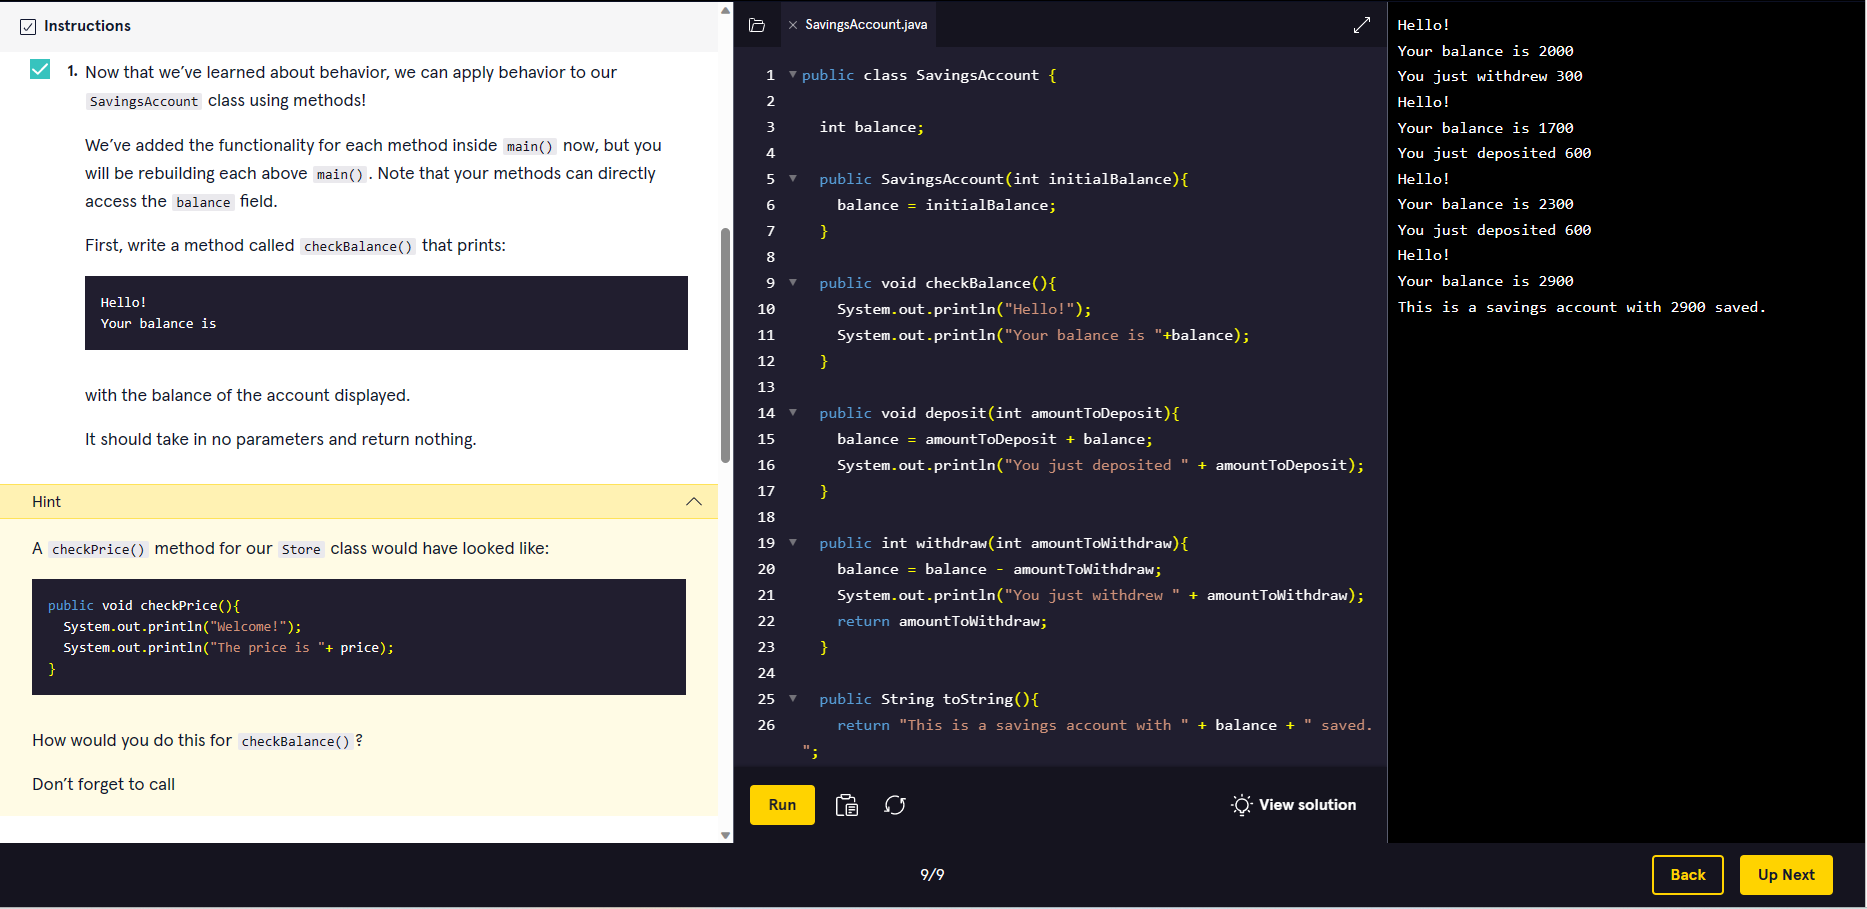 Instructions
1. Now that we've learned about behavior, we can apply behavior to our
SavingsAccount class using methods!
We've added the functionality for each method inside main() now, but you
will be rebuilding each above main(). Note that your methods can directly
access the balance field.
First, write a method called checkBalance() that prints:
Hello!
Your balance is
with the balance of the account displayed.
It should take in no parameters and return nothing.
Hint
A checkPrice() method for our Store class would have looked like:
public void checkPrice(){
  System.out.println("Welcome!");
  System.out.println("The price is "+ price);
}
How would you do this for checkBalance()?
Don't forget to call
SavingsAccount.java
1 public class SavingsAccount {
2
3   int balance;
4
5   public SavingsAccount(int initialBalance){
6     balance = initialBalance;
7   }
8
9   public void checkBalance(){
10     System.out.println("Hello!");
11     System.out.println("Your balance is "+balance);
12   }
13
14   public void deposit(int amountToDeposit){
15     balance = amountToDeposit + balance;
16     System.out.println("You just deposited " + amountToDeposit);
17   }
18
19   public int withdraw(int amountToWithdraw){
20     balance = balance - amountToWithdraw;
21     System.out.println("You just withdrew " + amountToWithdraw);
22     return amountToWithdraw;
23   }
24
25   public String toString(){
26     return "This is a savings account with " + balance + " saved.
";
Run
View solution
Hello!
Your balance is 2000
You just withdrew 300
Hello!
Your balance is 1700
You just deposited 600
Hello!
Your balance is 2300
You just deposited 600
Hello!
Your balance is 2900
This is a savings account with 2900 saved.
9/9
Back
Up Next